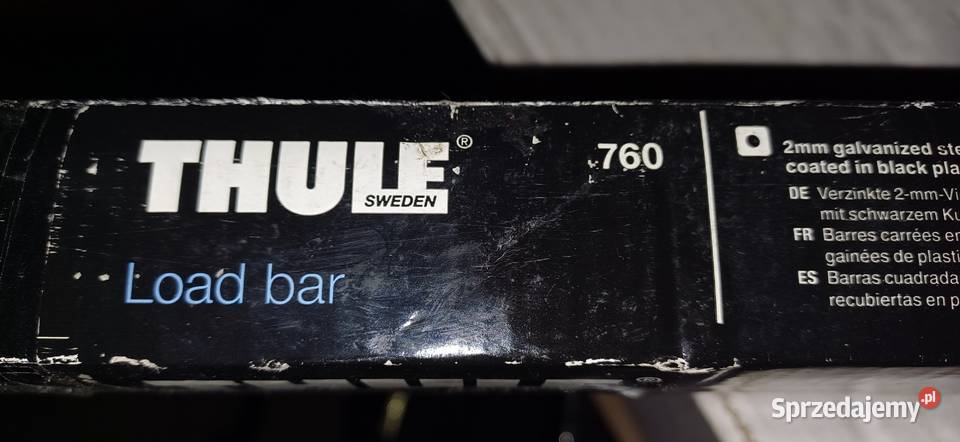 THULE®
SWEDEN
760
Load bar
2mm galvanized
coated in black
DE Verzinkte
mit schwarzem
FR Barres carrées
gainées de
ES Barras
recubiertas en
Sprzedajemy.pl